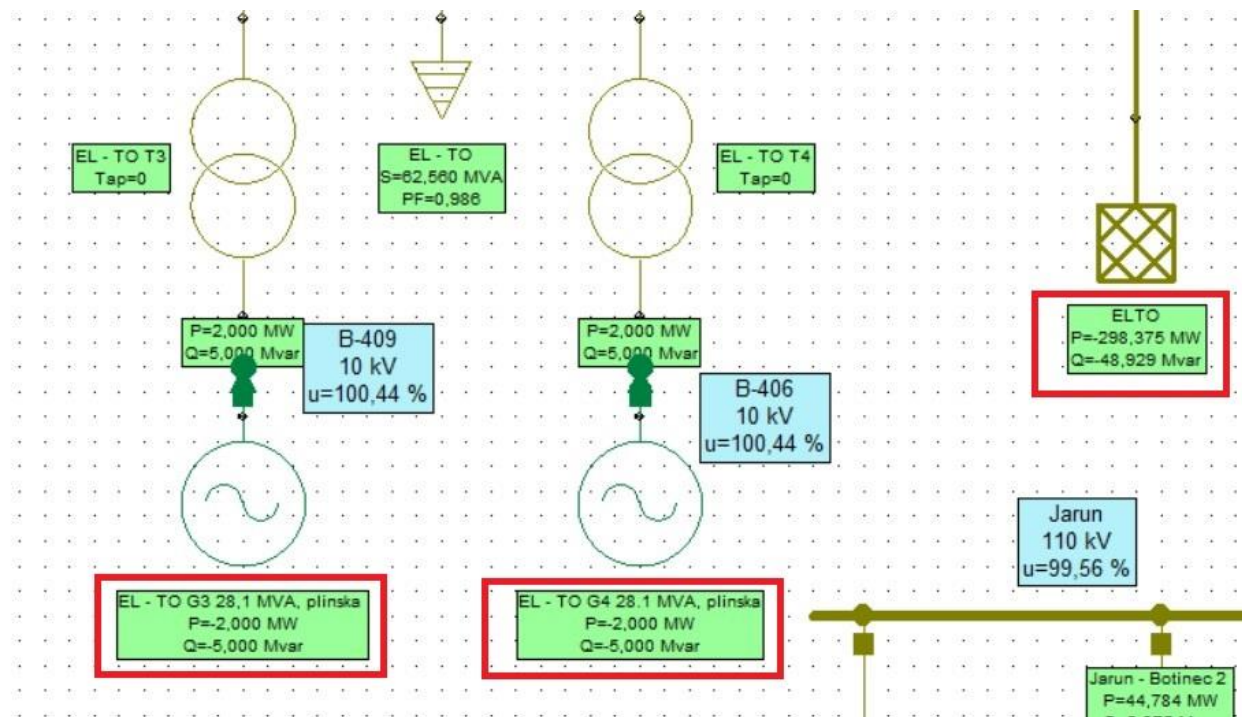 EL - TO T3
Tap=0
EL - TO
S=62,560 MVA
PF=0,986
EL - TO T4
Tap=0
ELTO
P=-298,375 MW
Q=-48,929 Mvar
P=2,000 MW
Q=5,000 Mvar
B-409
10 kV
u=100,44 %
P=2,000 MW
Q=5,000 Mvar
B-406
10 kV
u=100,44 %
Jarun
110 kV
u=99,56 %
EL - TO G3 28,1 MVA, plinska
P=-2,000 MW
Q=-5,000 Mvar
EL - TO G4 28.1 MVA, plinska
P=-2,000 MW
Q=-5,000 Mvar
Jarun - Botinec 2
P=44,784 MW